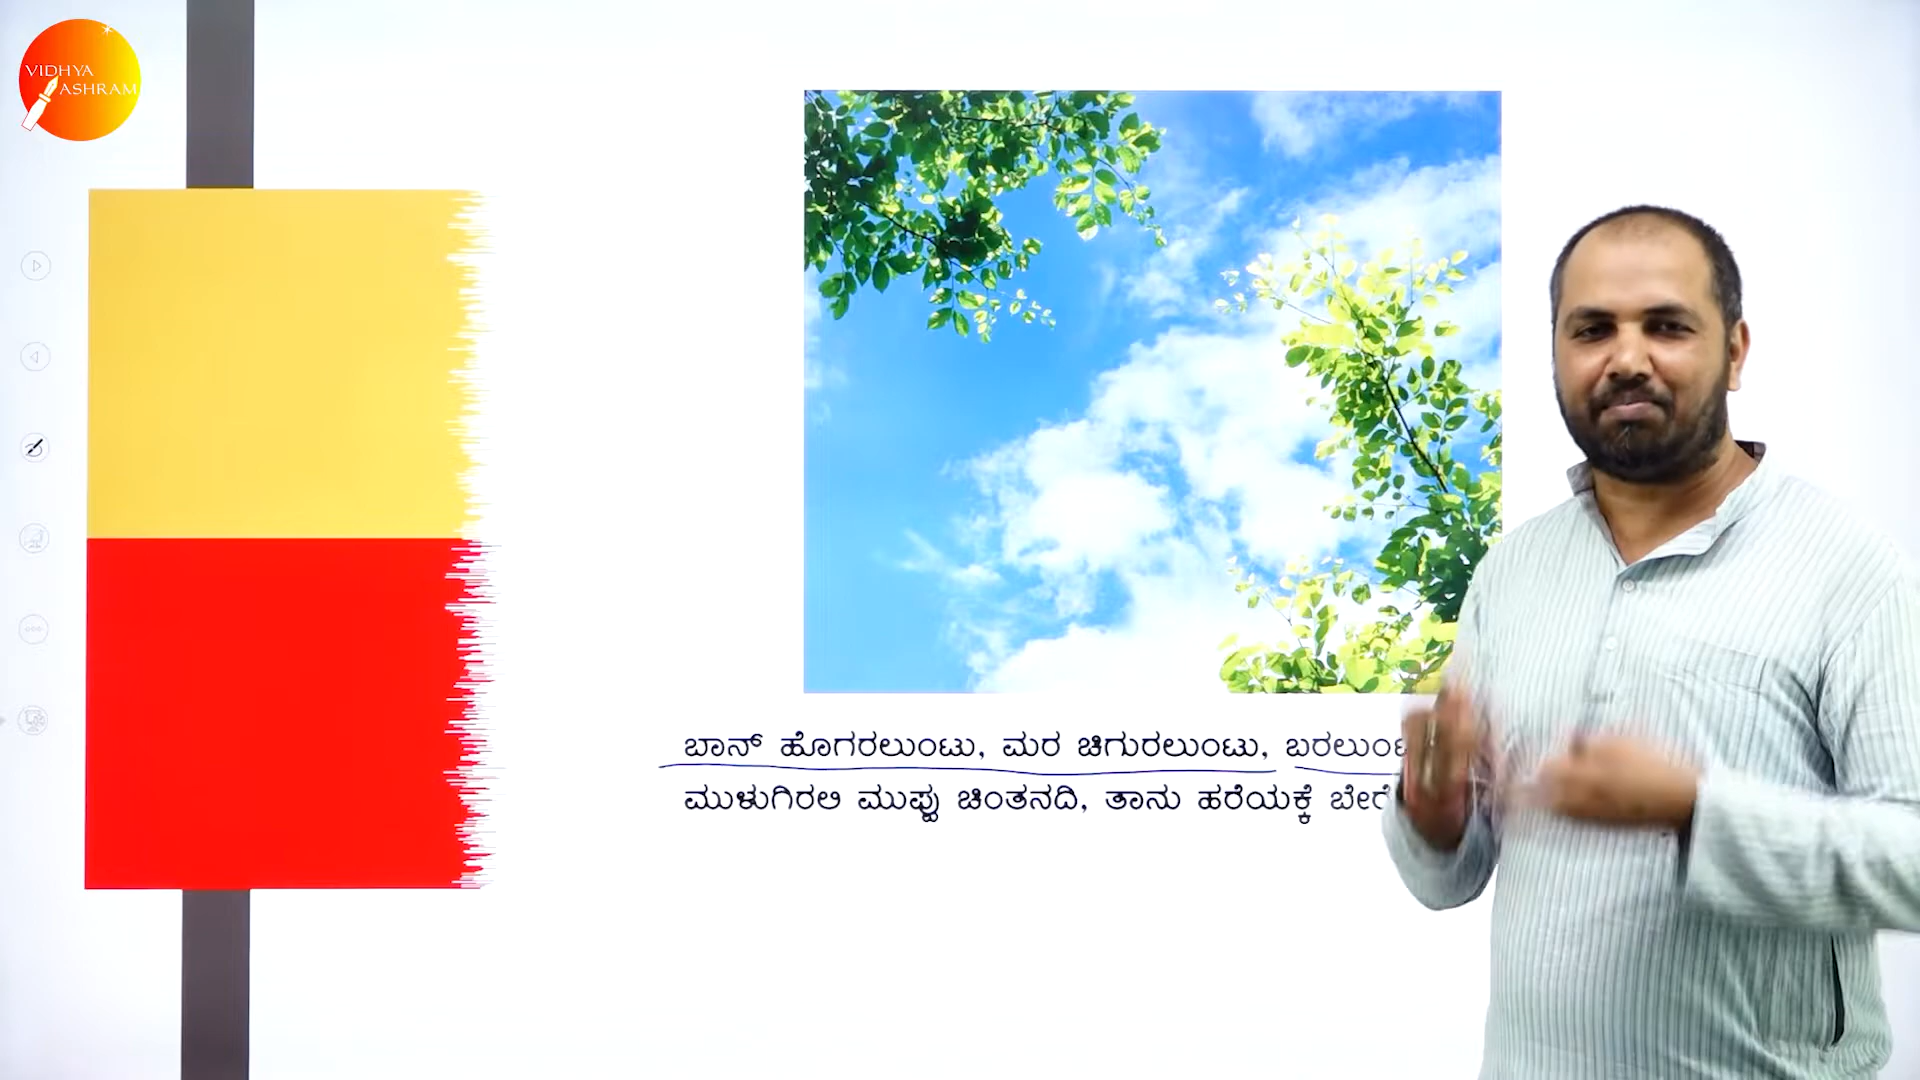 VIDHYA
ASHRAM
ಬಾನ್ ಹೊಗರಲುಂಟು, ಮರ ಚಿಗುರಲುಂಟು,
ಮುಳುಗಿರಲಿ ಮುಪ್ಪು ಚಿಂತನದಿ, ತಾನು ಹರೆಯಕ್ಕೆ